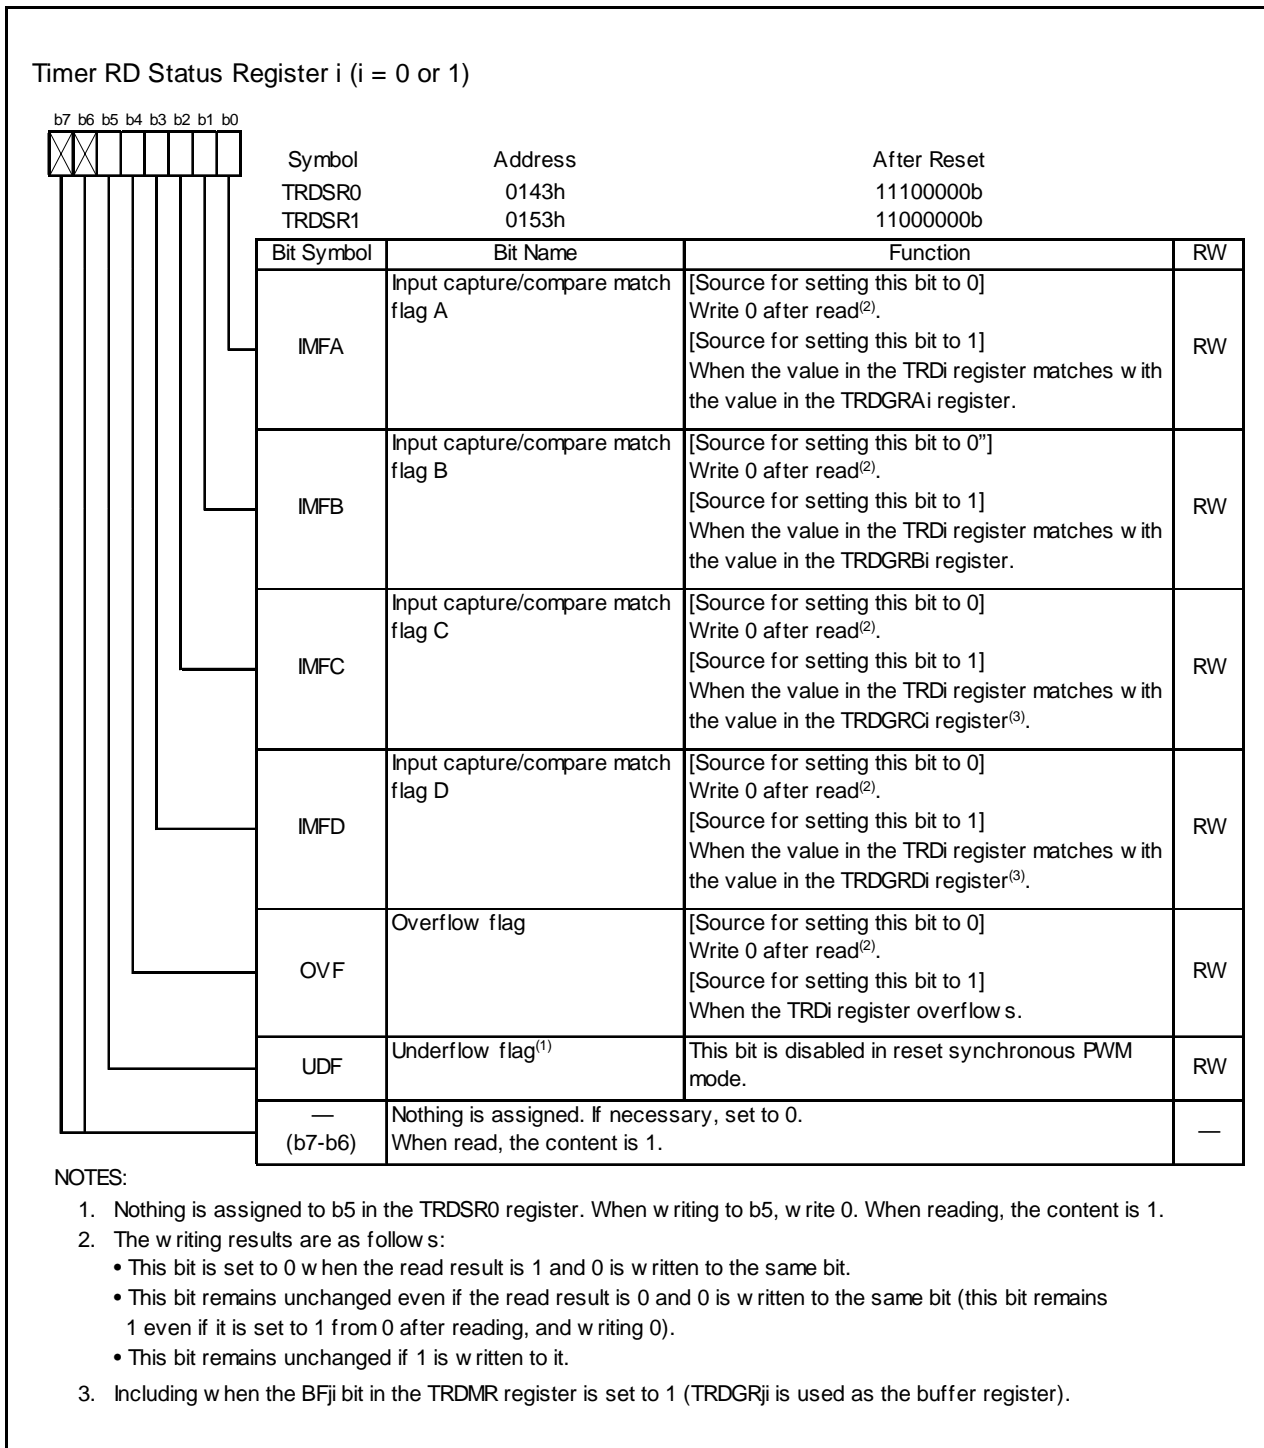 Timer RD Status Register i (i = 0 or 1)
b7 b6 b5 b4 b3 b2 b1 b0
Symbol Address After Reset
TRDSR0 0143h 11100000b
TRDSR1 0153h 11000000b
Bit Symbol Bit Name Function RW
IMFA Input capture/compare match flag A [Source for setting this bit to 0] RW
Write 0 after read(2).
[Source for setting this bit to 1]
When the value in the TRDi register matches with
the value in the TRDGRAi register.
IMFB Input capture/compare match flag B [Source for setting this bit to 0”] RW
Write 0 after read(2).
[Source for setting this bit to 1]
When the value in the TRDi register matches with
the value in the TRDGRBi register.
IMFC Input capture/compare match flag C [Source for setting this bit to 0] RW
Write 0 after read(2).
[Source for setting this bit to 1]
When the value in the TRDi register matches with
the value in the TRDGRCi register(3).
IMFD Input capture/compare match flag D [Source for setting this bit to 0] RW
Write 0 after read(2).
[Source for setting this bit to 1]
When the value in the TRDi register matches with
the value in the TRDGRDi register(3).
OVF Overflow flag [Source for setting this bit to 0] RW
Write 0 after read(2).
[Source for setting this bit to 1]
When the TRDi register overflows.
UDF Underflow flag(1) This bit is disabled in reset synchronous PWM RW
mode.
— Nothing is assigned. If necessary, set to 0. —
(b7-b6) When read, the content is 1.
NOTES:
1. Nothing is assigned to b5 in the TRDSR0 register. When writing to b5, write 0. When reading, the content is 1.
2. The writing results are as follows:
• This bit is set to 0 when the read result is 1 and 0 is written to the same bit.
• This bit remains unchanged even if the read result is 0 and 0 is written to the same bit (this bit remains
1 even if it is set to 1 from 0 after reading, and writing 0).
• This bit remains unchanged if 1 is written to it.
3. Including when the BFji bit in the TRDMR register is set to 1 (TRDGRji is used as the buffer register).